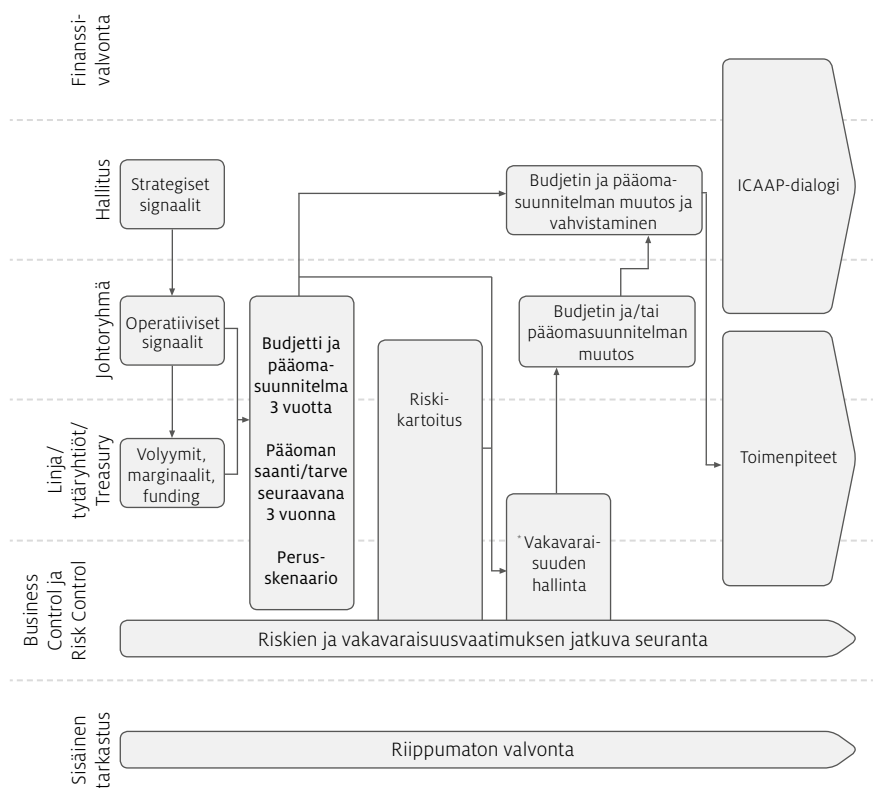 Finanssi-
valvonta
Hallitus
Strategiset
signaalit
Budjetin ja pääoma-
suunnitelman muutos ja
vahvistaminen
ICAAP-dialogi
Johtoryhmä
Operatiiviset
signaalit
Budjetti ja
pääoma-
suunnitelma
3 vuotta
Pääoman
saanti/tarve
seuraavana
3 vuonna
Perus-
skenaario
Riski-
kartoitus
Budjetin ja/tai
pääomasuunnitelman
muutos
Linja/
tytäryhtiöt/
Treasury
Volyymit,
marginaalit,
funding
*Vakavarai-
suuden
hallinta
Toimenpiteet
Business
Control ja
Risk Control
Riskien ja vakavaraisuusvaatimuksen jatkuva seuranta
Sisäinen
tarkastus
Riippumaton valvonta